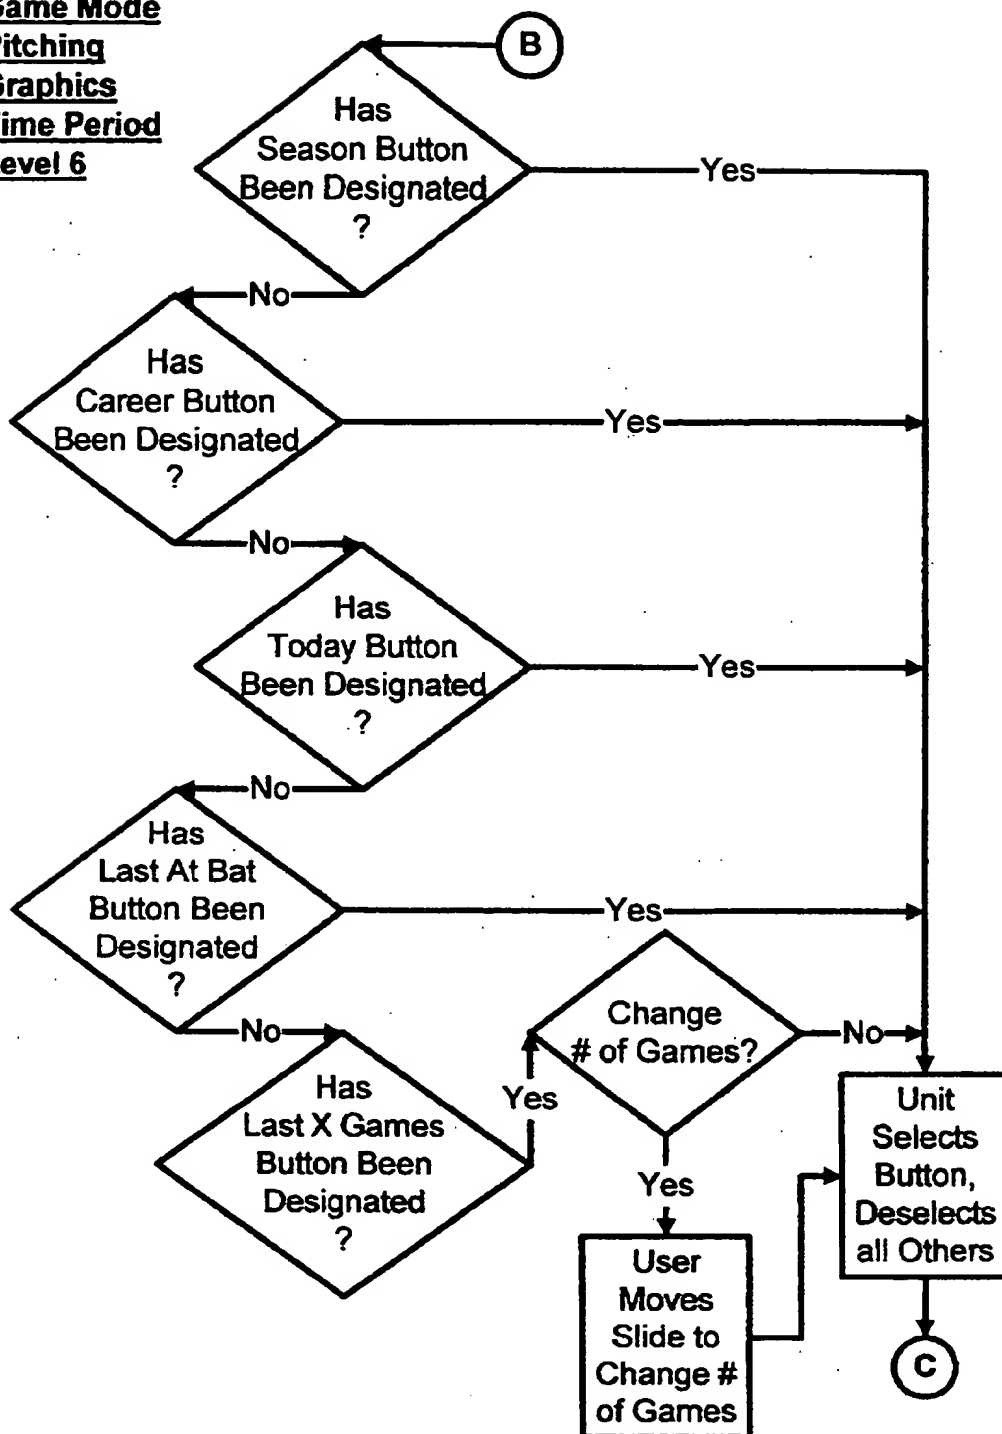 Game Mode
Pitching
Graphics
Time Period
Level 6
B
Has
Season Button
Been Designated
?
Yes
No
Has
Career Button
Been Designated
?
Yes
No
Has
Today Button
Been Designated
?
Yes
No
Has
Last At Bat
Button Been
Designated
?
Yes
No
Has
Last X Games
Button Been
Designated
?
Yes
Change
# of Games?
No
Yes
User
Moves
Slide to
Change #
of Games
Unit
Selects
Button,
Deselects
all Others
C